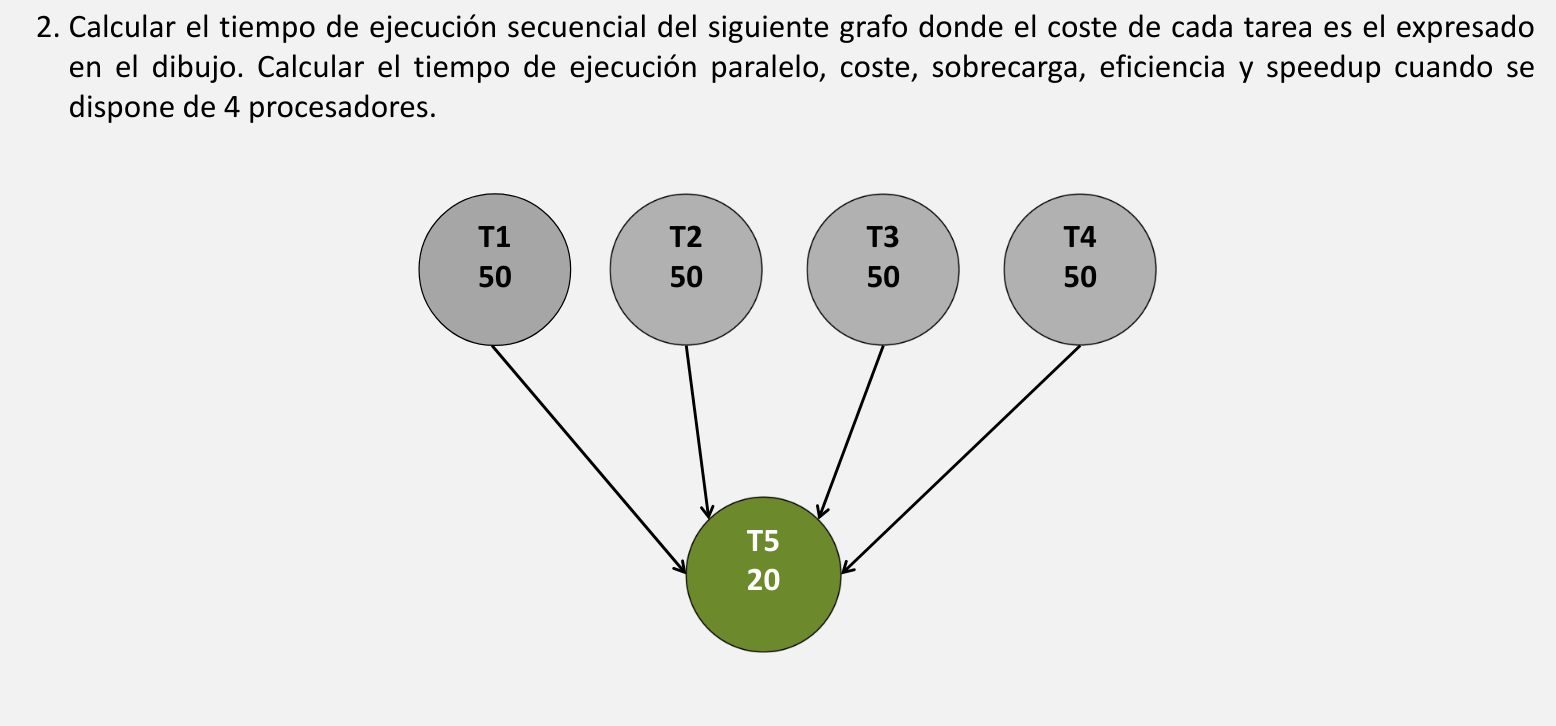 2. Calcular el tiempo de ejecución secuencial del siguiente grafo donde el coste de cada tarea es el expresado
en el dibujo. Calcular el tiempo de ejecución paralelo, coste, sobrecarga, eficiencia y speedup cuando se
dispone de 4 procesadores.
T1
50
T2
50
T3
50
T4
50
T5
20